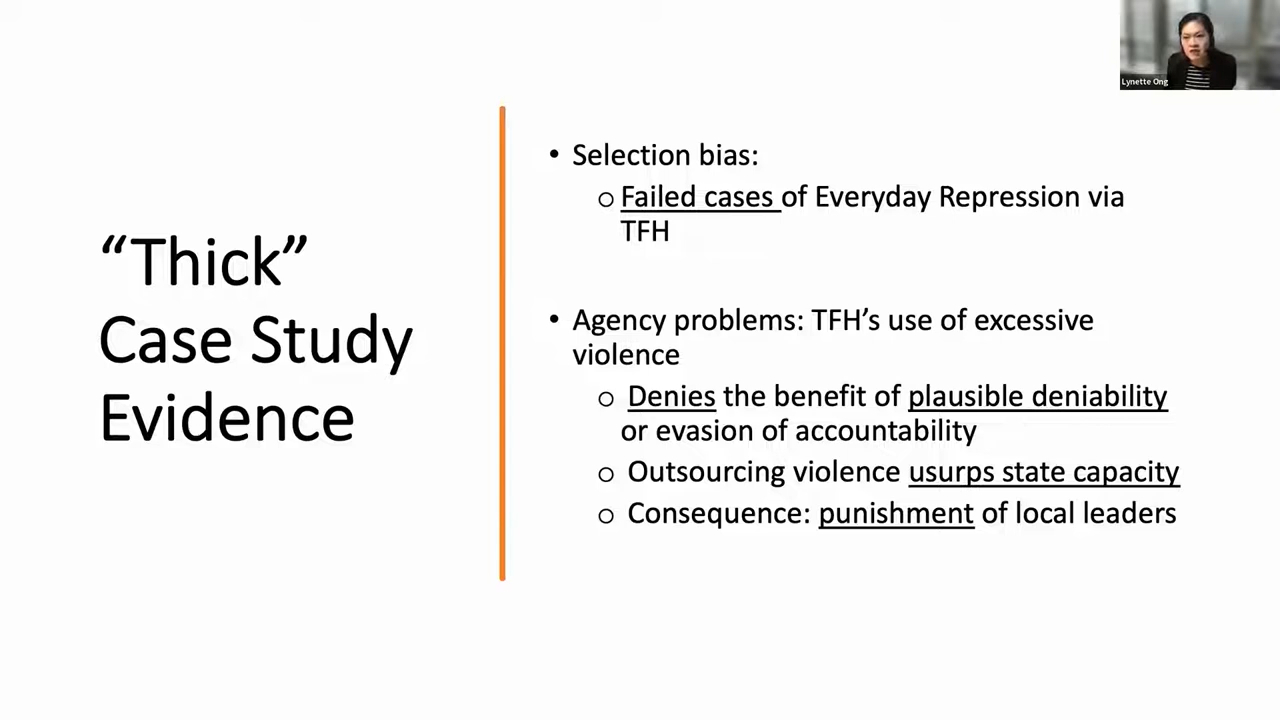 Lynette Ong
“Thick”
Case Study
Evidence
• Selection bias:
o Failed cases of Everyday Repression via
TFH
• Agency problems: TFH’s use of excessive
violence
o Denies the benefit of plausible deniability
or evasion of accountability
o Outsourcing violence usurps state capacity
o Consequence: punishment of local leaders